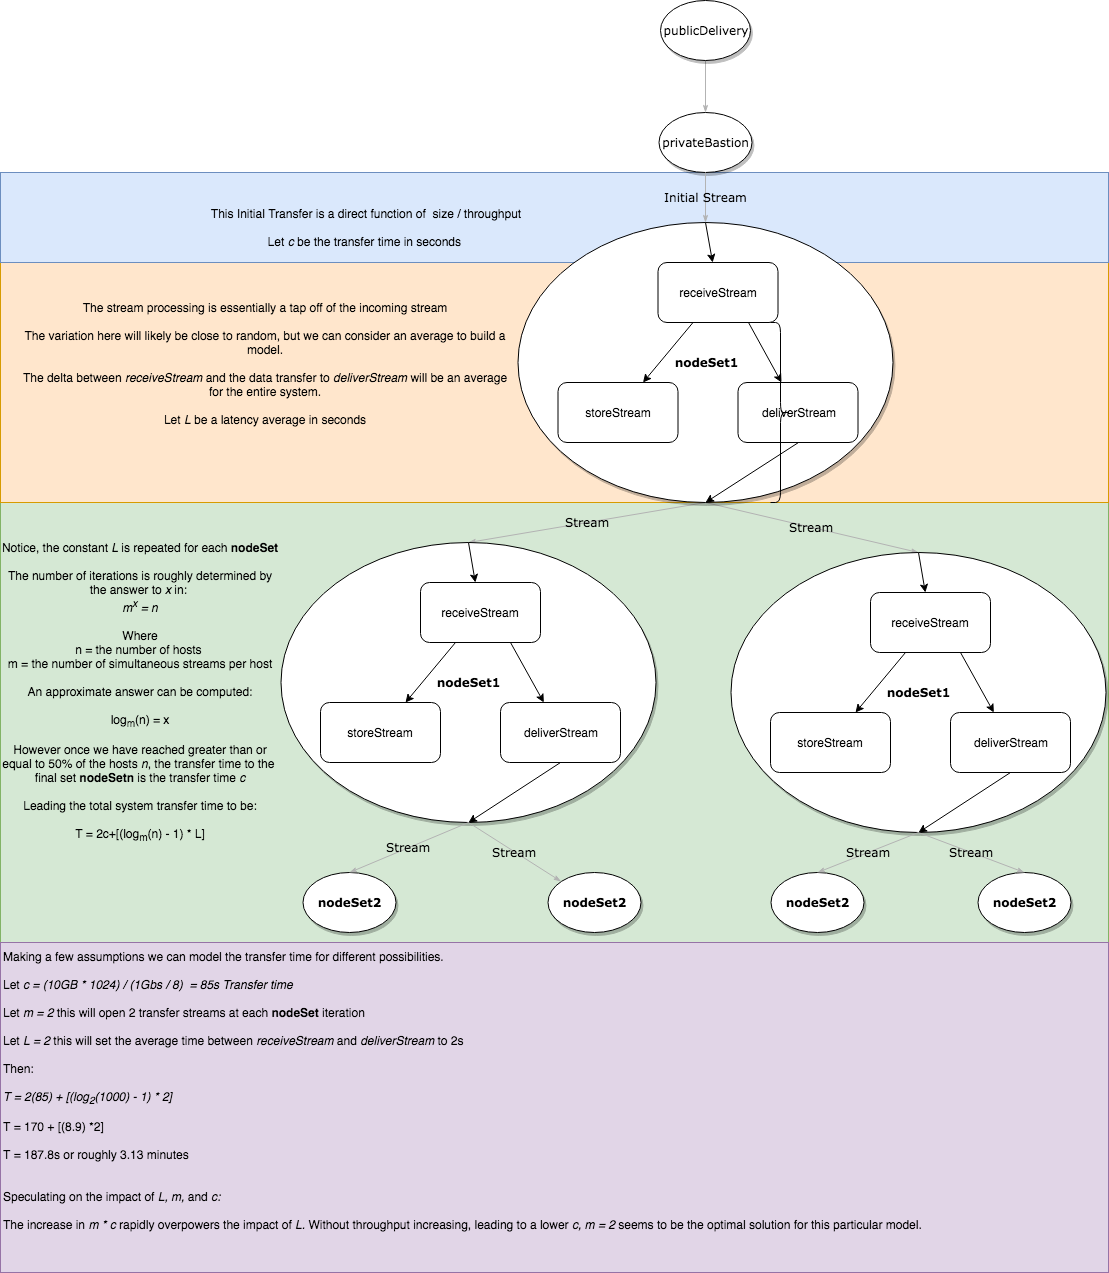 publicDelivery
privateBastion
Initial Stream
This Initial Transfer is a direct function of size / throughput
Let c be the transfer time in seconds
receiveStream
The stream processing is essentially a tap off of the incoming stream
The variation here will likely be close to random, but we can consider an average to build a
model.
nodeSet1
The delta between receiveStream and the data transfer to deliverStream will be an average
for the entire system.
storeStream
deliverStream
Let L be a latency average in seconds
Stream
Stream
Notice, the constant L is repeated for each nodeSet
The number of iterations is roughly determined by
the answer to x in:
m^x = n
Where
n = the number of hosts
m = the number of simultaneous streams per host
An approximate answer can be computed:
log_m(n) = x
However once we have reached greater than or
equal to 50% of the hosts n, the transfer time to the
final set nodeSetn is the transfer time c
Leading the total system transfer time to be:
T = 2c+[(log_m(n) - 1) * L]
receiveStream
nodeSet1
storeStream
deliverStream
receiveStream
nodeSet1
storeStream
deliverStream
Stream
Stream
Stream
Stream
nodeSet2
nodeSet2
nodeSet2
nodeSet2
Making a few assumptions we can model the transfer time for different possibilities.
Let c = (10GB * 1024) / (1Gbs / 8) = 85s Transfer time
Let m = 2 this will open 2 transfer streams at each nodeSet iteration
Let L = 2 this will set the average time between receiveStream and deliverStream to 2s
Then:
T = 2(85) + [(log_2(1000) - 1) * 2]
T = 170 + [(8.9) *2]
T = 187.8s or roughly 3.13 minutes
Speculating on the impact of L, m, and c:
The increase in m * c rapidly overpowers the impact of L. Without throughput increasing, leading to a lower c, m = 2 seems to be the optimal solution for this particular model.